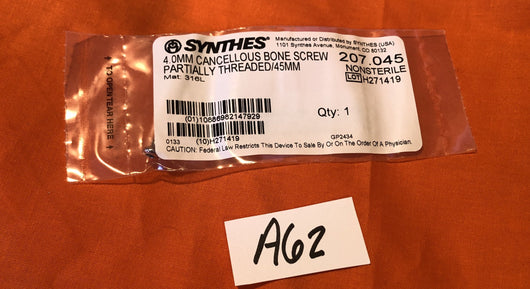 SYNTHES®
Manufactured or Distributed by SYNTHES (USA)
1101 Synthes Avenue, Monument, CO 80132
4.0MM CANCELLOUS BONE SCREW
PARTIALLY THREADED/45MM
Mat: 316L
207.045
NONSTERILE
LOT H271419
(01)10886982147929
Qty: 1
0133
(10)H271419
GP2434
CAUTION: Federal Law Restricts This Device To Sale By or On The Order of A Physician.
TO OPEN TEAR HERE
A62